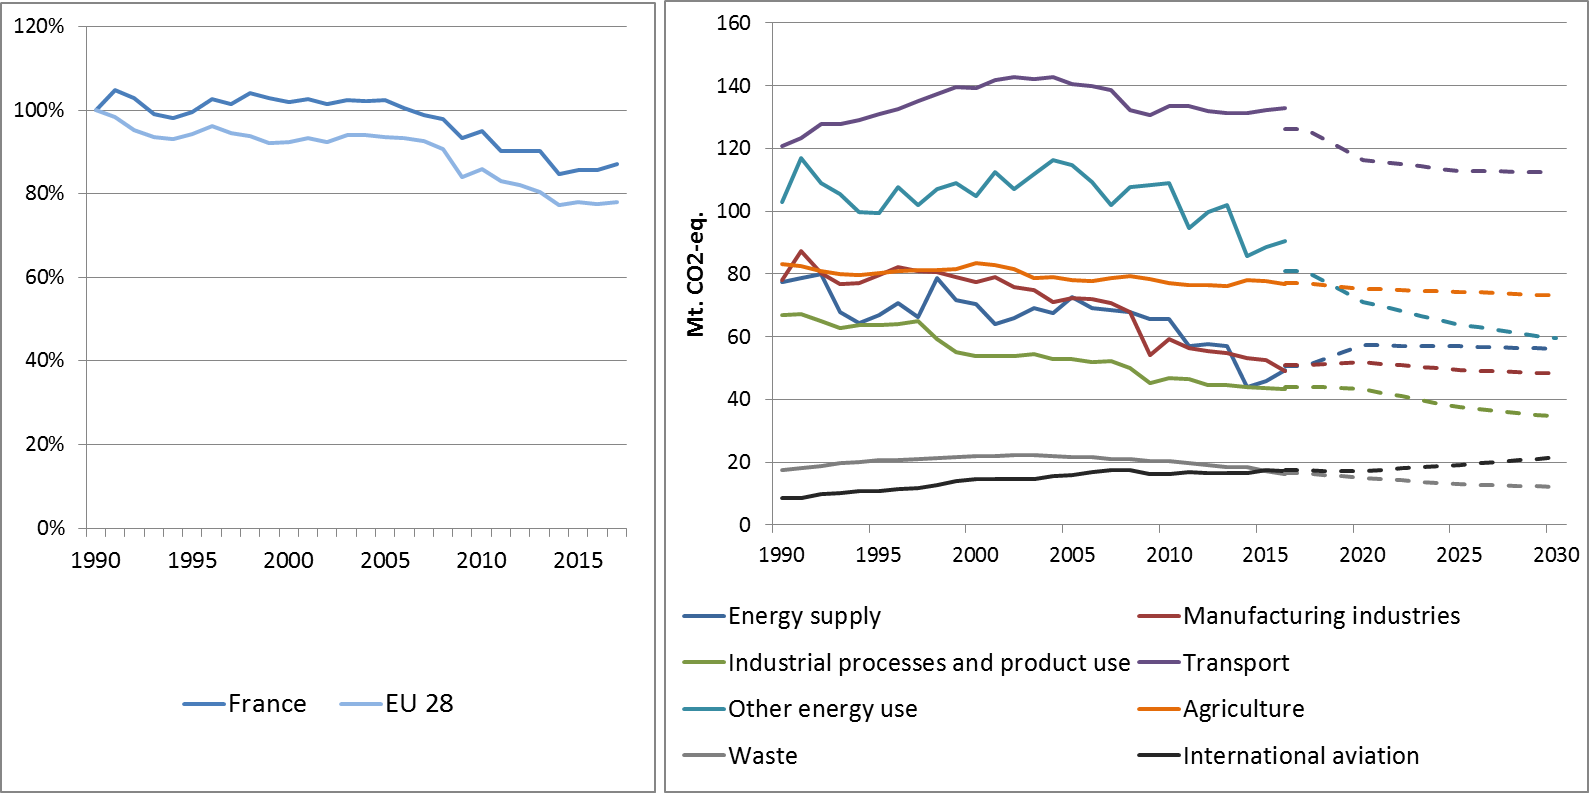 120%
100%
80%
60%
40%
20%
0%
1990 1995 2000 2005 2010 2015
France EU 28
160
140
120
100
80
60
40
20
0
Mt. CO2-eq.
1990 1995 2000 2005 2010 2015 2020 2025 2030
Energy supply Manufacturing industries
Industrial processes and product use Transport
Other energy use Agriculture
Waste International aviation